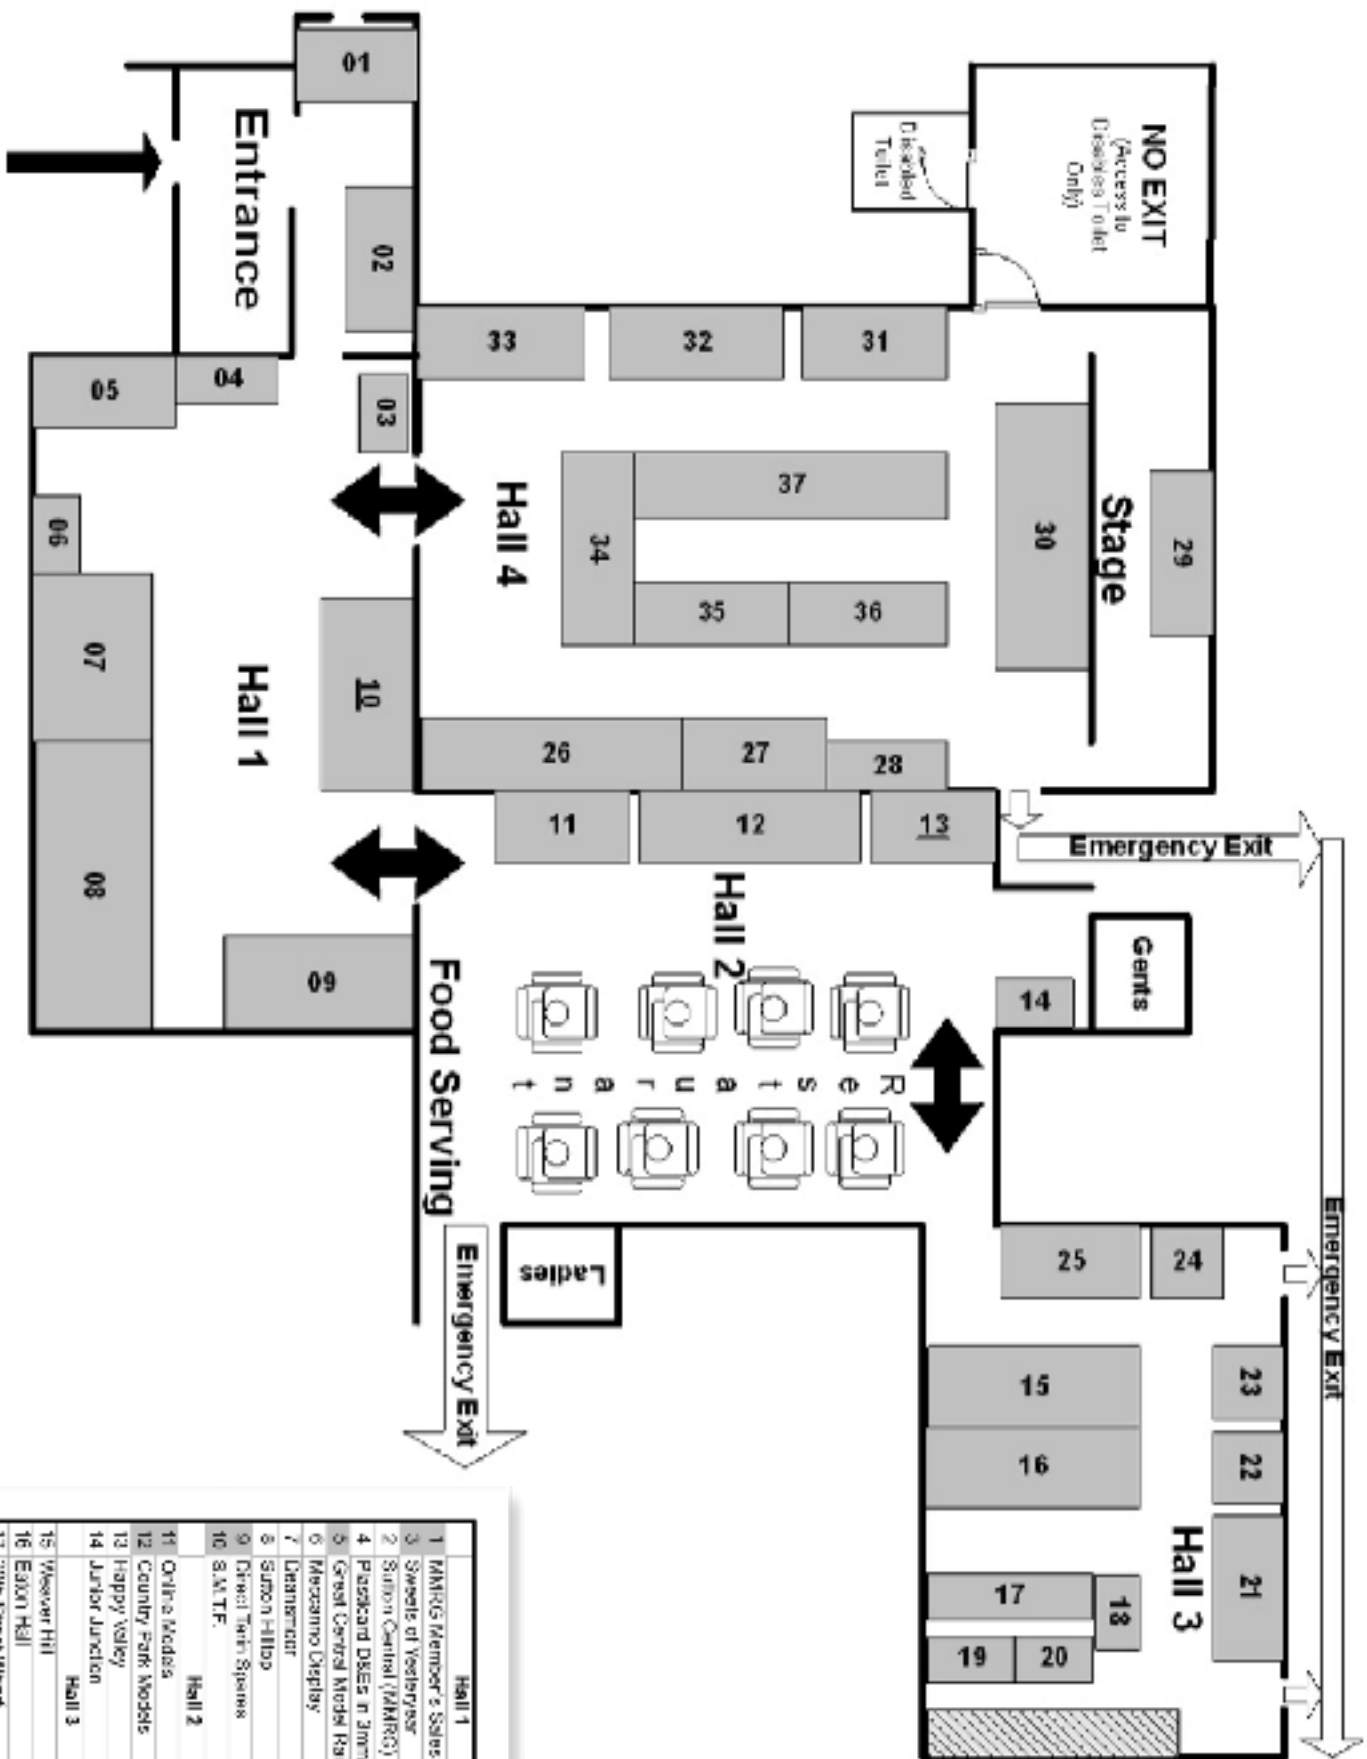 01
Entrance
02
NO EXIT
(Access to
Disables Toilet
Only)
Disabled
Toilet
33
32
31
05
04
03
Hall 4
37
34
35
36
30
Stage
29
06
07
08
Hall 1
10
09
26
27
28
11
12
13
Emergency Exit
Hall 2
Gents
14
Restaurant
Food Serving
Emergency Exit
Ladies
25
24
Emergency Exit
15
16
23
22
21
Hall 3
17
18
19
20
Hall 1
1 MMRG Member's Sales
3 Sweets of Yesteryear
2 Sutton Central (MMRG)
4 Plasticard D&Es in 3mm
5 Great Central Model Ra
6 Meccanno Display
7 Deansmoor
8 Sutton Hilltop
9 Direct Train Spares
10 S.M.T.F.
Hall 2
11 Online Models
12 Country Park Models
13 Happy Valley
14 Junior Junction
Hall 3
15 Weaver Hill
16 Eaton Hall